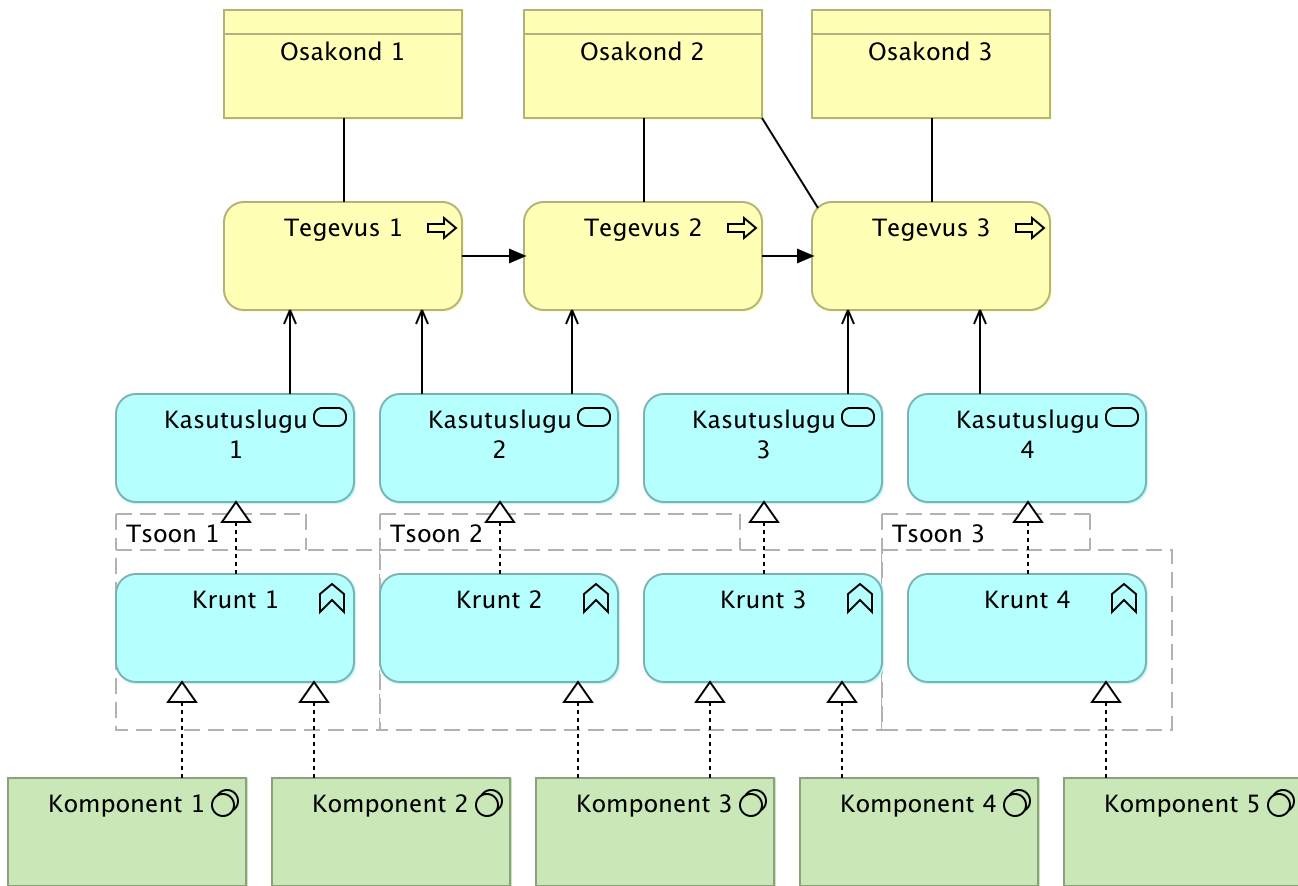 Osakond 1
Osakond 2
Osakond 3
Tegevus 1
Tegevus 2
Tegevus 3
Kasutuslugu
1
Kasutuslugu
2
Kasutuslugu
3
Kasutuslugu
4
Tsoon 1
Tsoon 2
Tsoon 3
Krunt 1
Krunt 2
Krunt 3
Krunt 4
Komponent 1
Komponent 2
Komponent 3
Komponent 4
Komponent 5